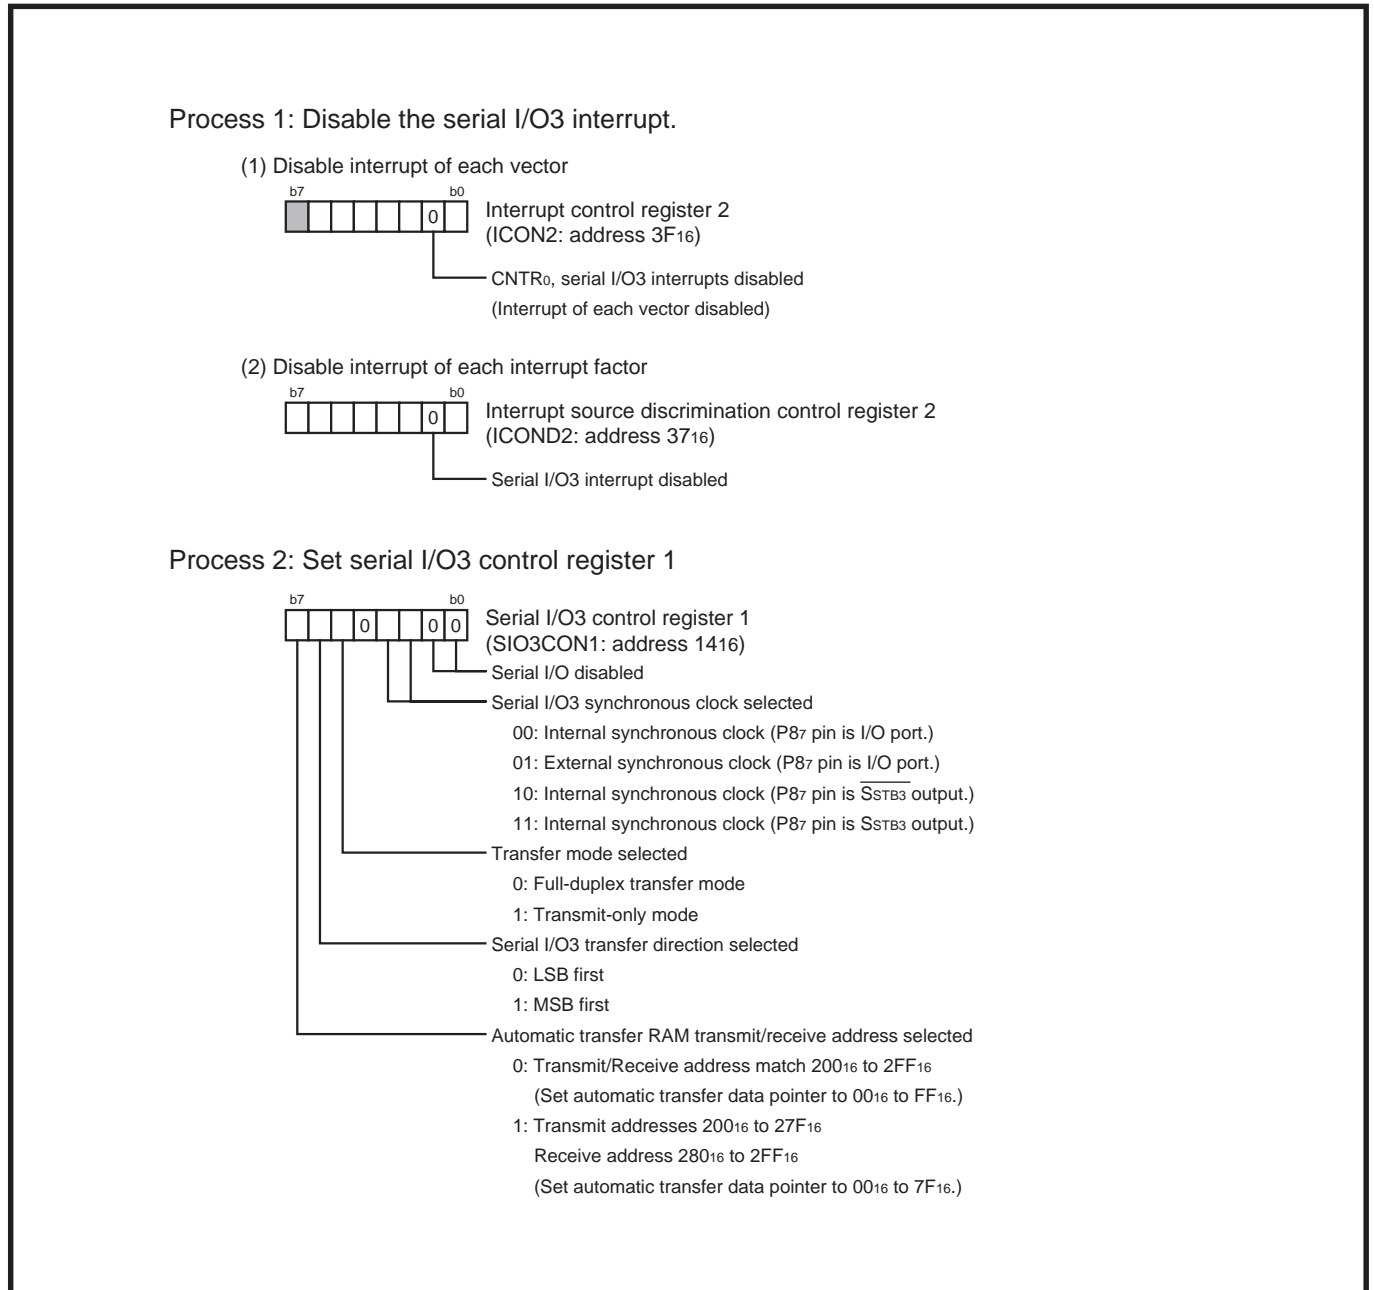 Process 1: Disable the serial I/O3 interrupt.
(1) Disable interrupt of each vector
b7 b0
0
Interrupt control register 2
(ICON2: address 3F16)
CNTR0, serial I/O3 interrupts disabled
(Interrupt of each vector disabled)
(2) Disable interrupt of each interrupt factor
b7 b0
0
Interrupt source discrimination control register 2
(ICOND2: address 3716)
Serial I/O3 interrupt disabled
Process 2: Set serial I/O3 control register 1
b7 b0
0 0 0
Serial I/O3 control register 1
(SIO3CON1: address 1416)
Serial I/O disabled
Serial I/O3 synchronous clock selected
00: Internal synchronous clock (P87 pin is I/O port.)
01: External synchronous clock (P87 pin is I/O port.)
10: Internal synchronous clock (P87 pin is SSTB3 output.)
11: Internal synchronous clock (P87 pin is SSTB3 output.)
Transfer mode selected
0: Full-duplex transfer mode
1: Transmit-only mode
Serial I/O3 transfer direction selected
0: LSB first
1: MSB first
Automatic transfer RAM transmit/receive address selected
0: Transmit/Receive address match 20016 to 2FF16
(Set automatic transfer data pointer to 0016 to FF16.)
1: Transmit addresses 20016 to 27F16
Receive address 28016 to 2FF16
(Set automatic transfer data pointer to 0016 to 7F16.)